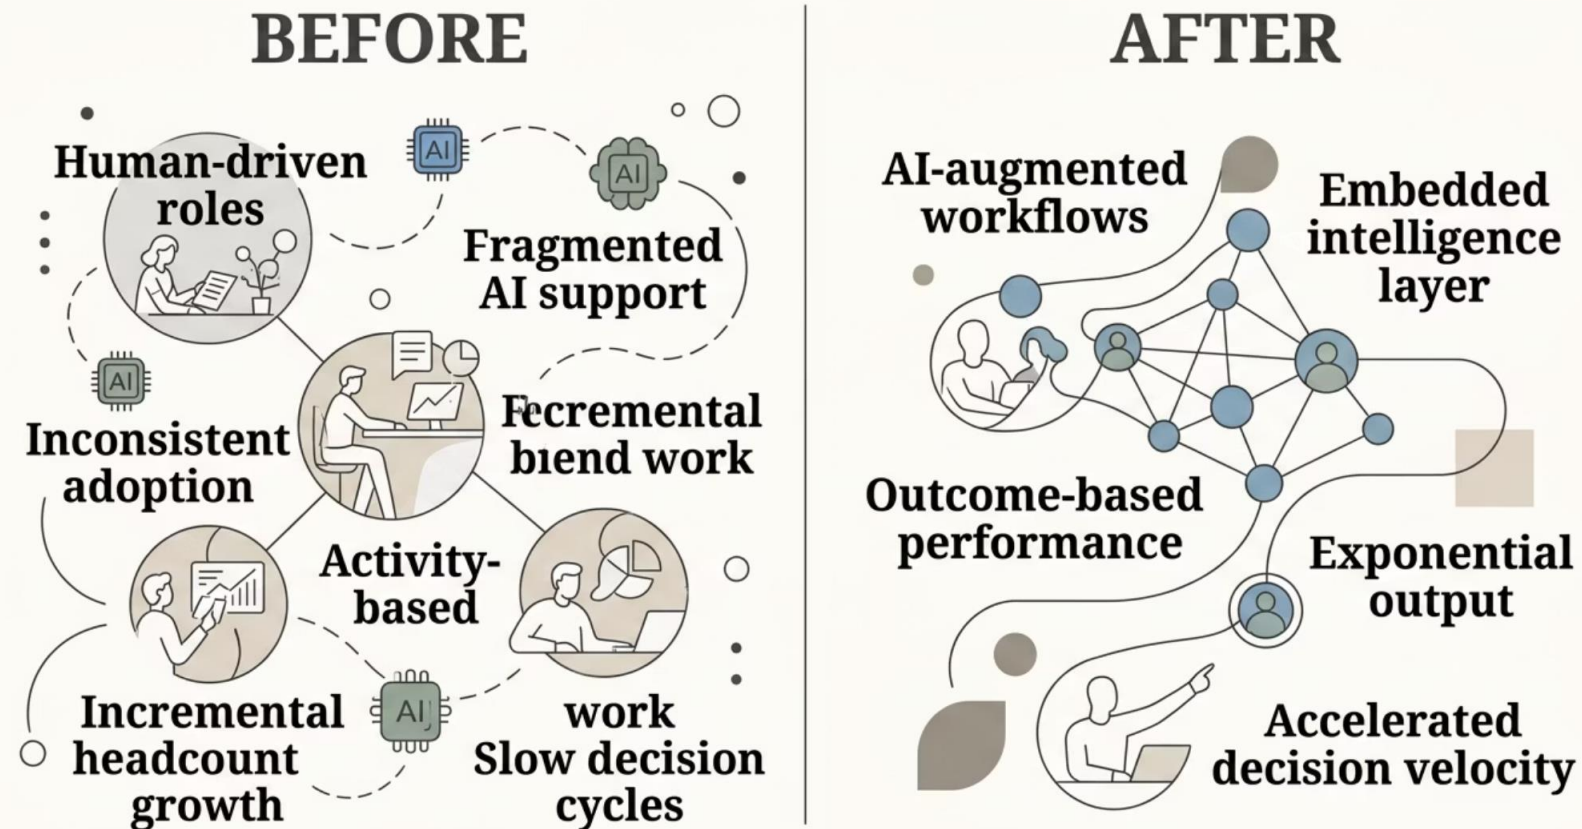 BEFORE
Human-driven
roles
AI
AI
Fragmented
AI support
AI
Inconsistent
adoption
work
Activity-
based
AI
Incremental
headcount
growth
work
Slow decision
cycles
AFTER
AI-augmented
workflows
Embedded
intelligence
layer
Outcome-based
performance
Exponential
output
Accelerated
decision velocity